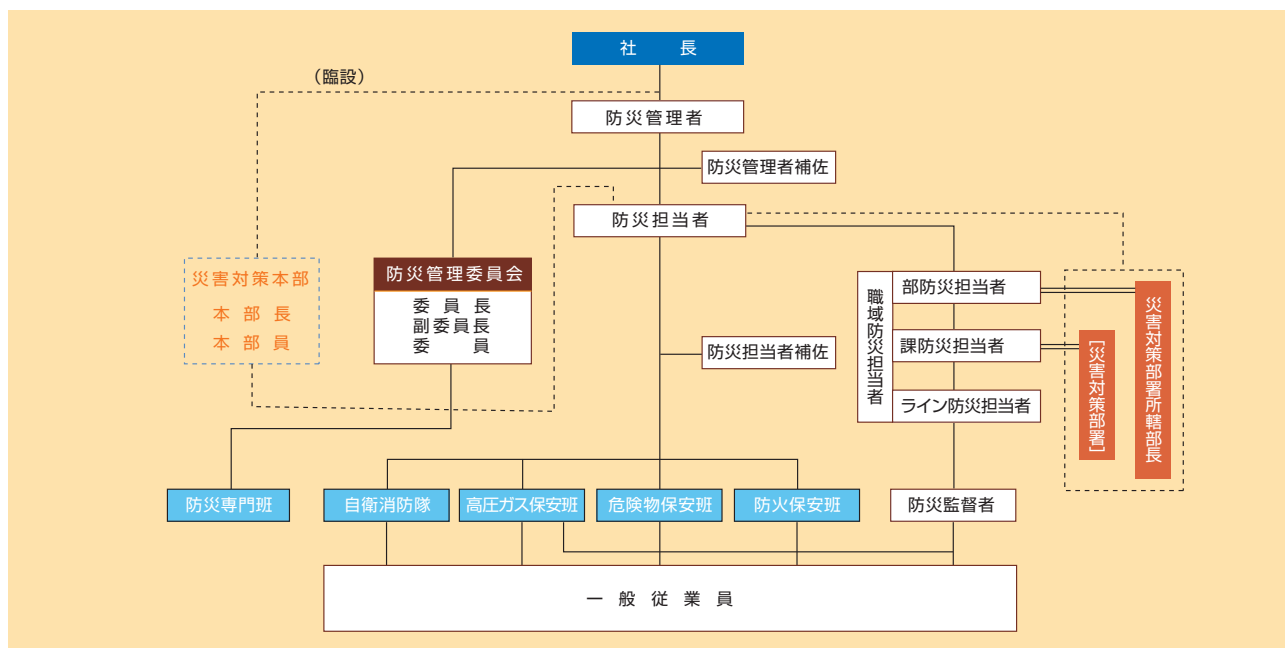 社長
（臨設）
防災管理者
防災管理者補佐
防災担当者
災害対策本部
本部長
本部員
防災管理委員会
委員長
副委員長
委員
防災担当者補佐
職域防災担当者
部防災担当者
課防災担当者
ライン防災担当者
［災害対策部署］
災害対策部署所轄部長
防災専門班
自衛消防隊
高圧ガス保安班
危険物保安班
防火保安班
防災監督者
一般従業員